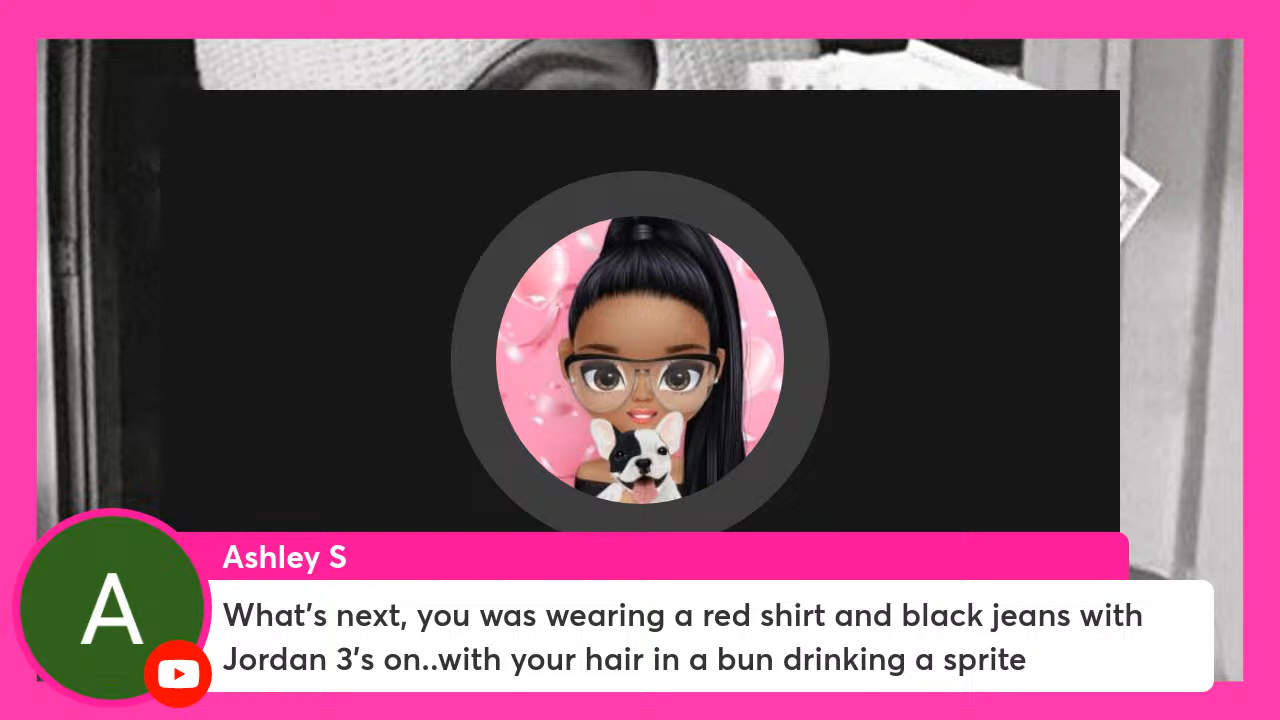 Ashley S
A
What's next, you was wearing a red shirt and black jeans with
Jordan 3's on..with your hair in a bun drinking a sprite